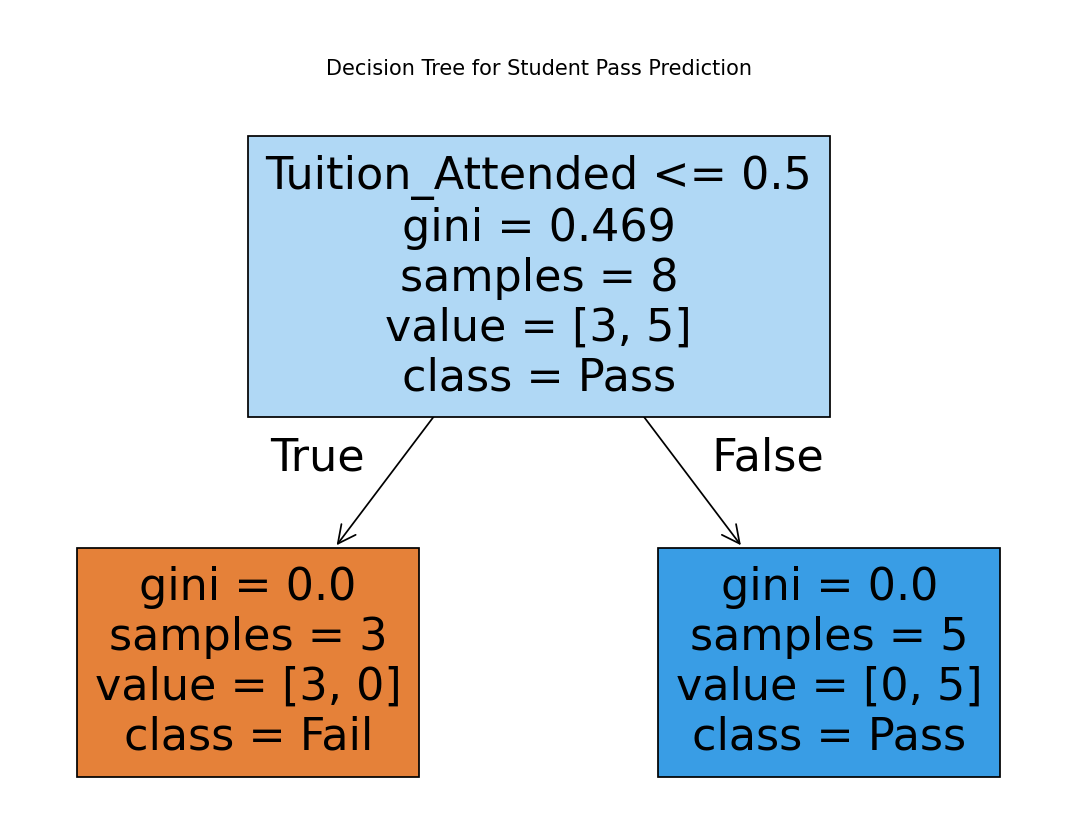 Decision Tree for Student Pass Prediction
Tuition_Attended <= 0.5
gini = 0.469
samples = 8
value = [3, 5]
class = Pass
True
False
gini = 0.0
samples = 3
value = [3, 0]
class = Fail
gini = 0.0
samples = 5
value = [0, 5]
class = Pass